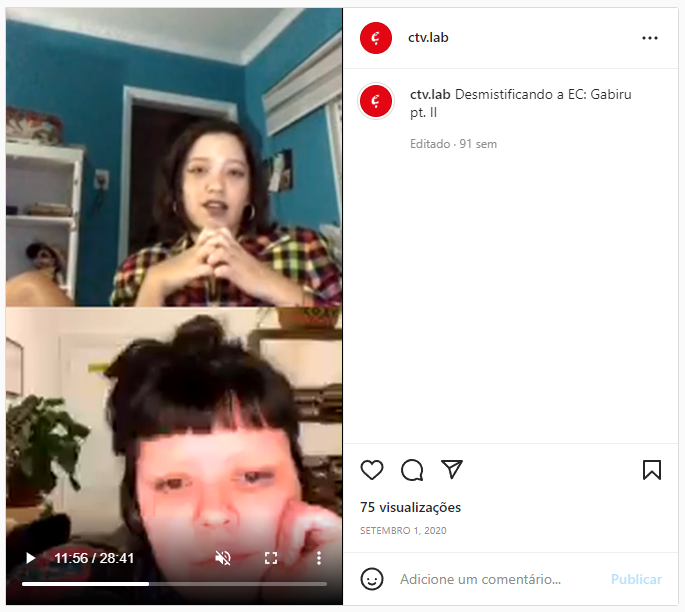 ctv.lab
ctv.lab Desmistificando a EC: Gabiru
pt. II
Editado · 91 sem
11:56 / 28:41
75 visualizações
SETEMBRO 1, 2020
Adicione um comentário... Publicar